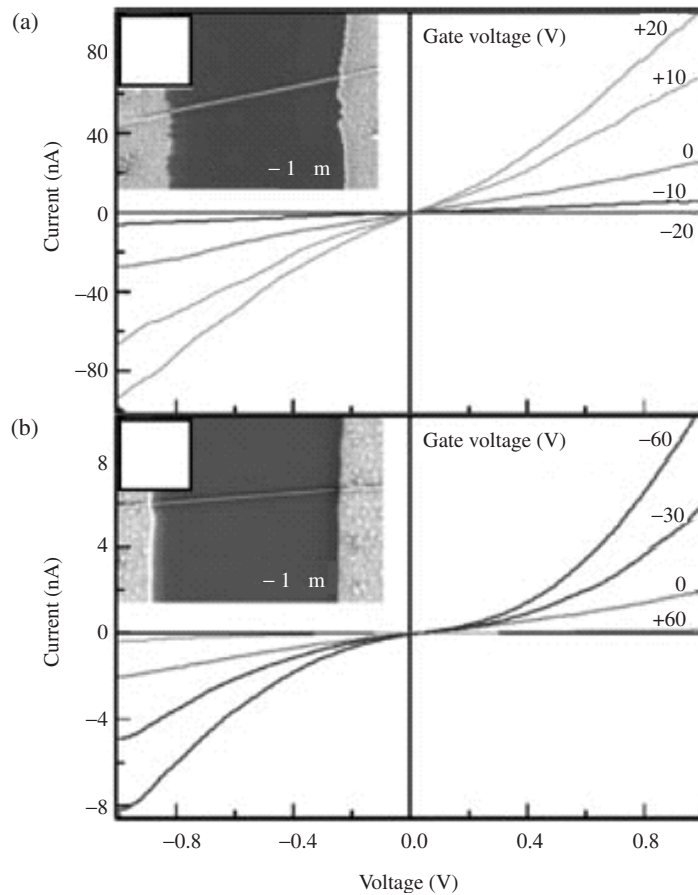 (a)
80
40
0
−40
−80
Current (nA)
− 1 m
Gate voltage (V)
+20
+10
0
−10
−20
(b)
8
4
0
−4
−8
Current (nA)
− 1 m
Gate voltage (V)
−60
−30
0
+60
−0.8 −0.4 0.0 0.4 0.8
Voltage (V)